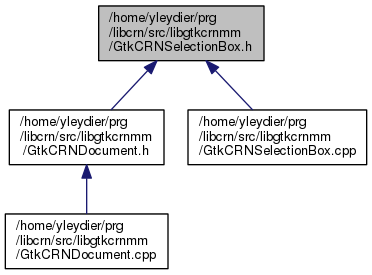 /home/yleydier/prg
/libcrn/src/libgtkcrnmm
/GtkCRNSelectionBox.h
/home/yleydier/prg
/libcrn/src/libgtkcrnmm
/GtkCRNDocument.h
/home/yleydier/prg
/libcrn/src/libgtkcrnmm
/GtkCRNSelectionBox.cpp
/home/yleydier/prg
/libcrn/src/libgtkcrnmm
/GtkCRNDocument.cpp